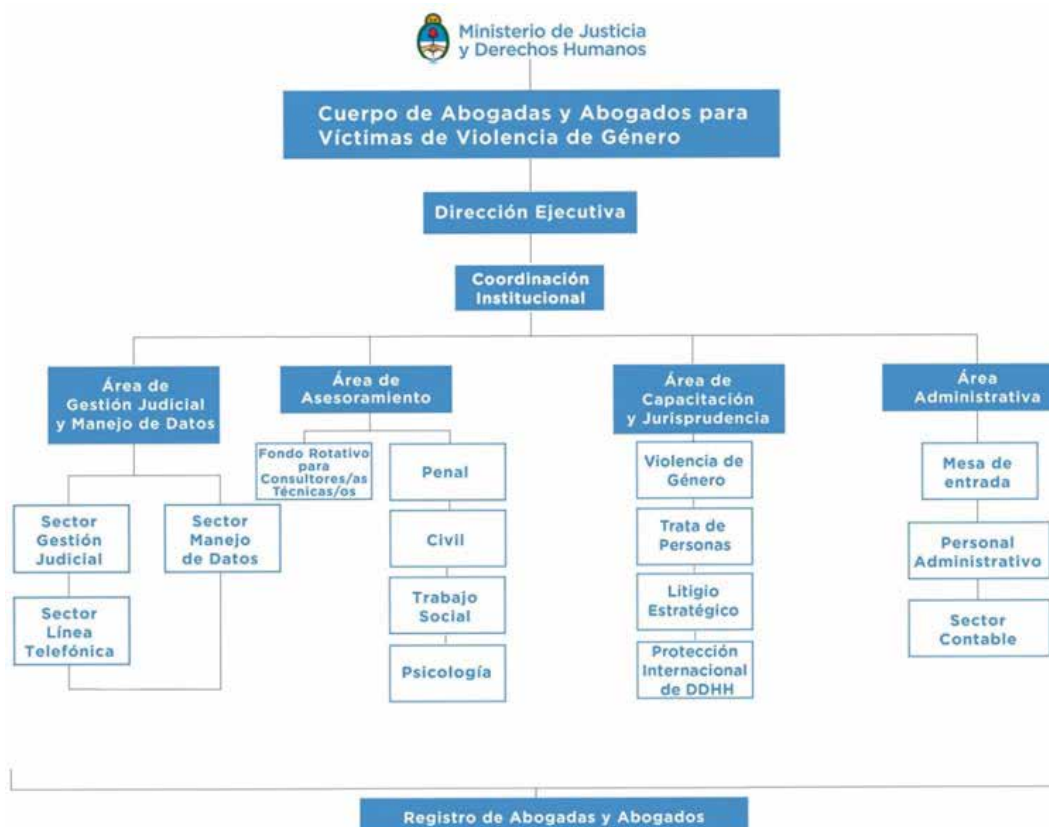 Ministerio de Justicia
y Derechos Humanos
Cuerpo de Abogadas y Abogados para
Víctimas de Violencia de Género
Dirección Ejecutiva
Coordinación
Institucional
Área de
Gestión Judicial
y Manejo de Datos
Sector
Gestión
Judicial
Sector
Manejo
de Datos
Sector
Línea
Telefónica
Área de
Asesoramiento
Fondo Rotativo
para
Consultores/as
Técnicas/os
Penal
Civil
Trabajo
Social
Psicología
Área de
Capacitación
y Jurisprudencia
Violencia de
Género
Trata de
Personas
Litigio
Estratégico
Protección
Internacional
de DDHH
Área
Administrativa
Mesa de
entrada
Personal
Administrativo
Sector
Contable
Registro de Abogadas y Abogados